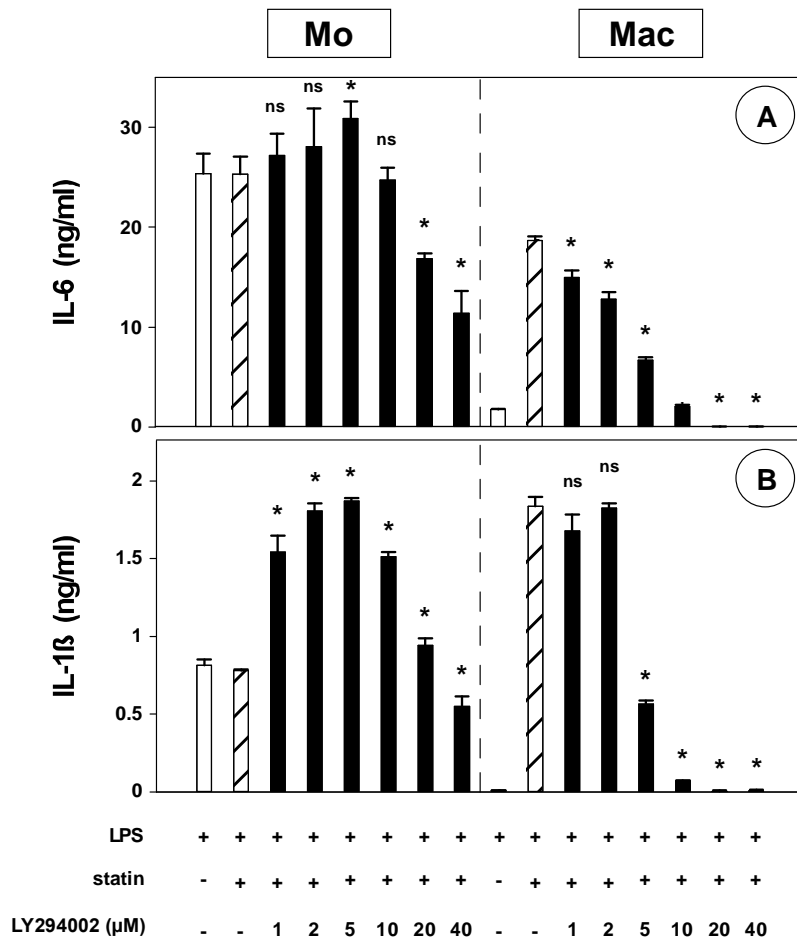 Mo Mac
A
ns ns * ns * * * * * * *
30
20
10
0
IL-6 (ng/ml)
B
* * * * * * ns ns * * * *
2
1.5
1
0.5
0
IL-1ß (ng/ml)
LPS + + + + + + + + + + + + + + + +
statin - + + + + + + + - + + + + + + +
LY294002 (µM) - - 1 2 5 10 20 40 - - 1 2 5 10 20 40